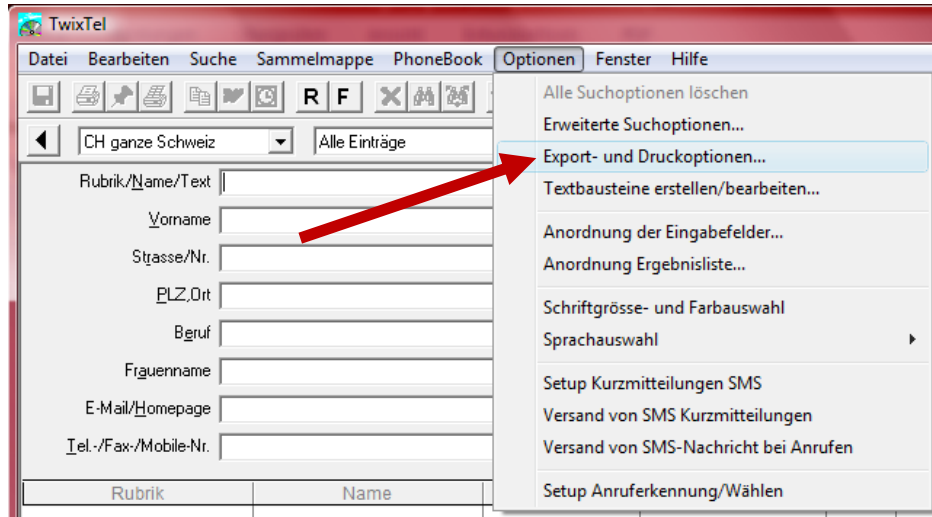 TwixTel
Datei Bearbeiten Suche Sammelmappe PhoneBook Optionen Fenster Hilfe
R F
CH ganze Schweiz Alle Einträge
Rubrik/Name/Text
Vorname
Strasse/Nr.
PLZ,Ort
Beruf
Frauenname
E-Mail/Homepage
Tel.-/Fax-/Mobile-Nr.
Rubrik Name
Alle Suchoptionen löschen
Erweiterte Suchoptionen...
Export- und Druckoptionen...
Textbausteine erstellen/bearbeiten...
Anordnung der Eingabefelder...
Anordnung Ergebnisliste...
Schriftgrösse- und Farbauswahl
Sprachauswahl
Setup Kurzmitteilungen SMS
Versand von SMS Kurzmitteilungen
Versand von SMS-Nachricht bei Anrufen
Setup Anruferkennung/Wählen